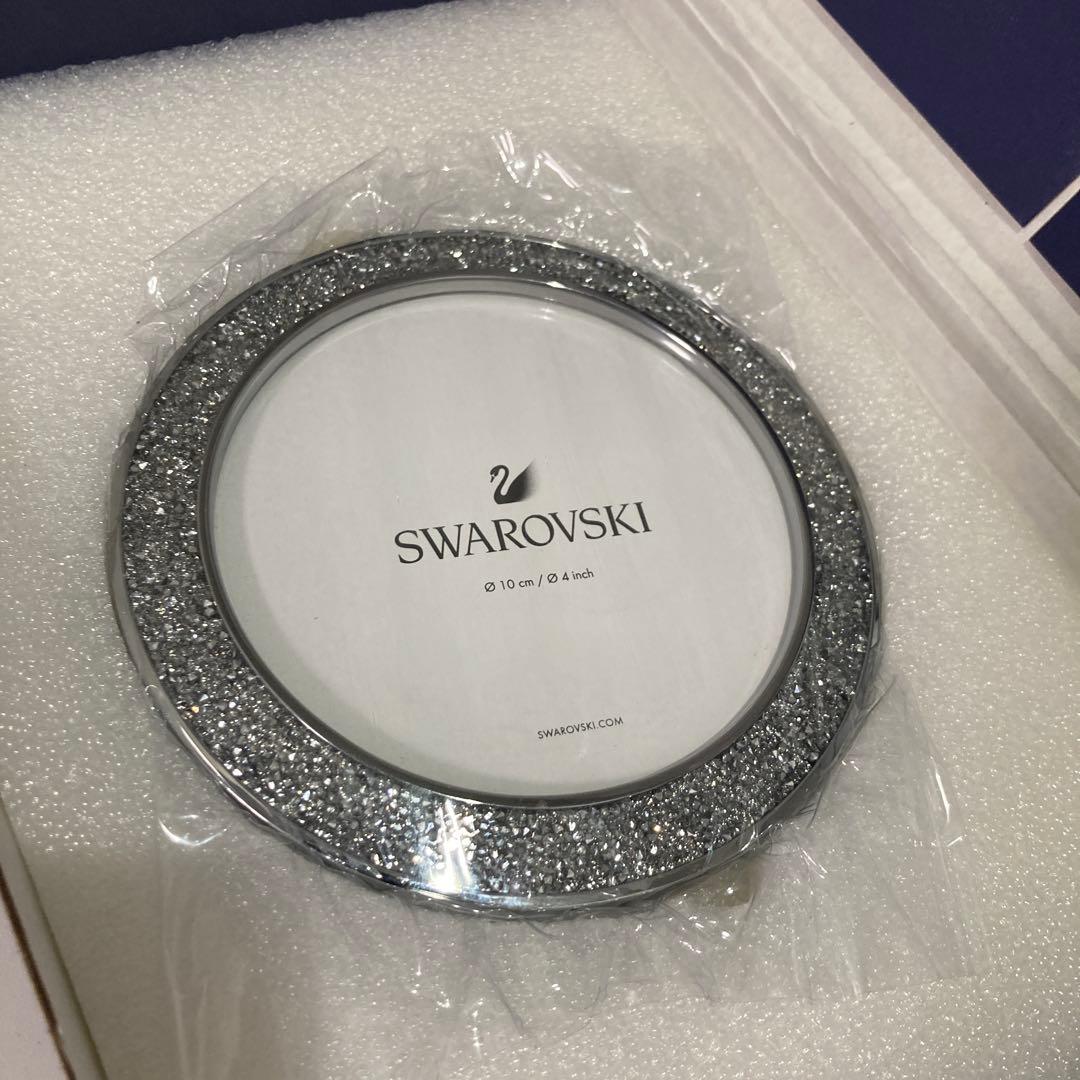 SWAROVSKI
Ø 10 cm / Ø 4 inch
SWAROVSKI.COM